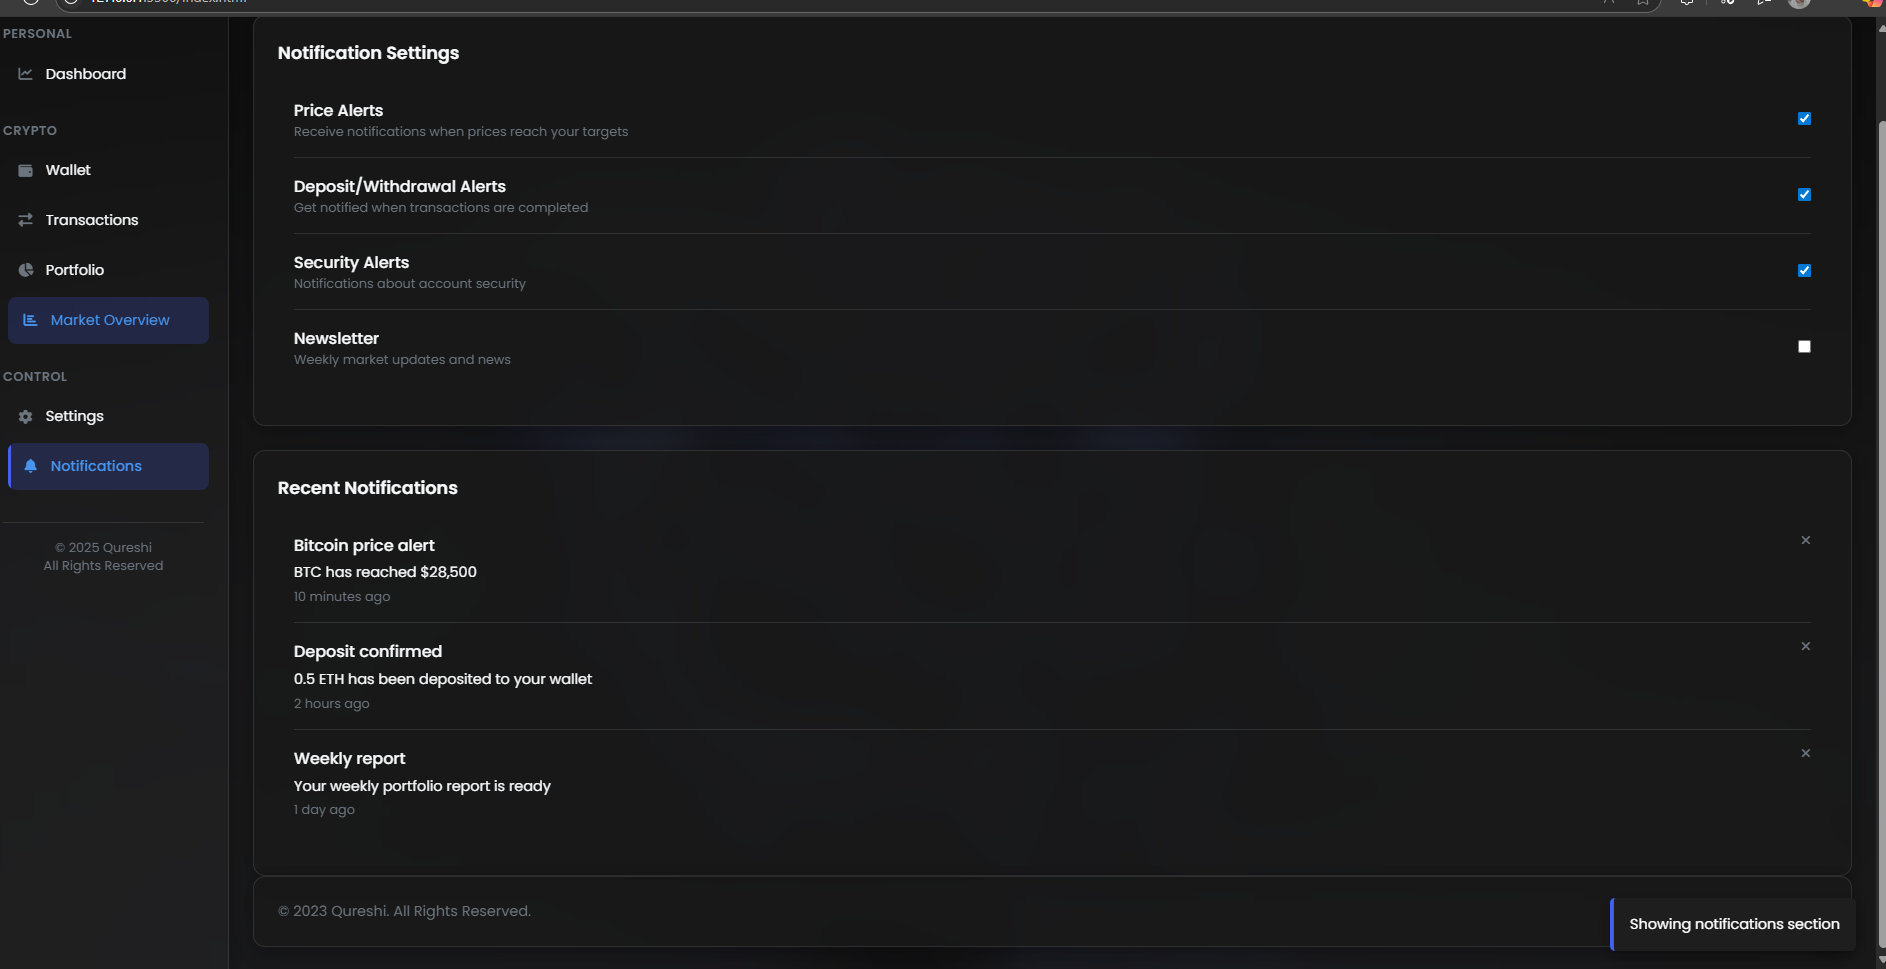 PERSONAL
Dashboard
CRYPTO
Wallet
Transactions
Portfolio
Market Overview
CONTROL
Settings
Notifications
© 2025 Qureshi
All Rights Reserved
Notification Settings
Price Alerts
Receive notifications when prices reach your targets
Deposit/Withdrawal Alerts
Get notified when transactions are completed
Security Alerts
Notifications about account security
Newsletter
Weekly market updates and news
Recent Notifications
Bitcoin price alert
BTC has reached $28,500
10 minutes ago
Deposit confirmed
0.5 ETH has been deposited to your wallet
2 hours ago
Weekly report
Your weekly portfolio report is ready
1 day ago
© 2023 Qureshi. All Rights Reserved.
Showing notifications section